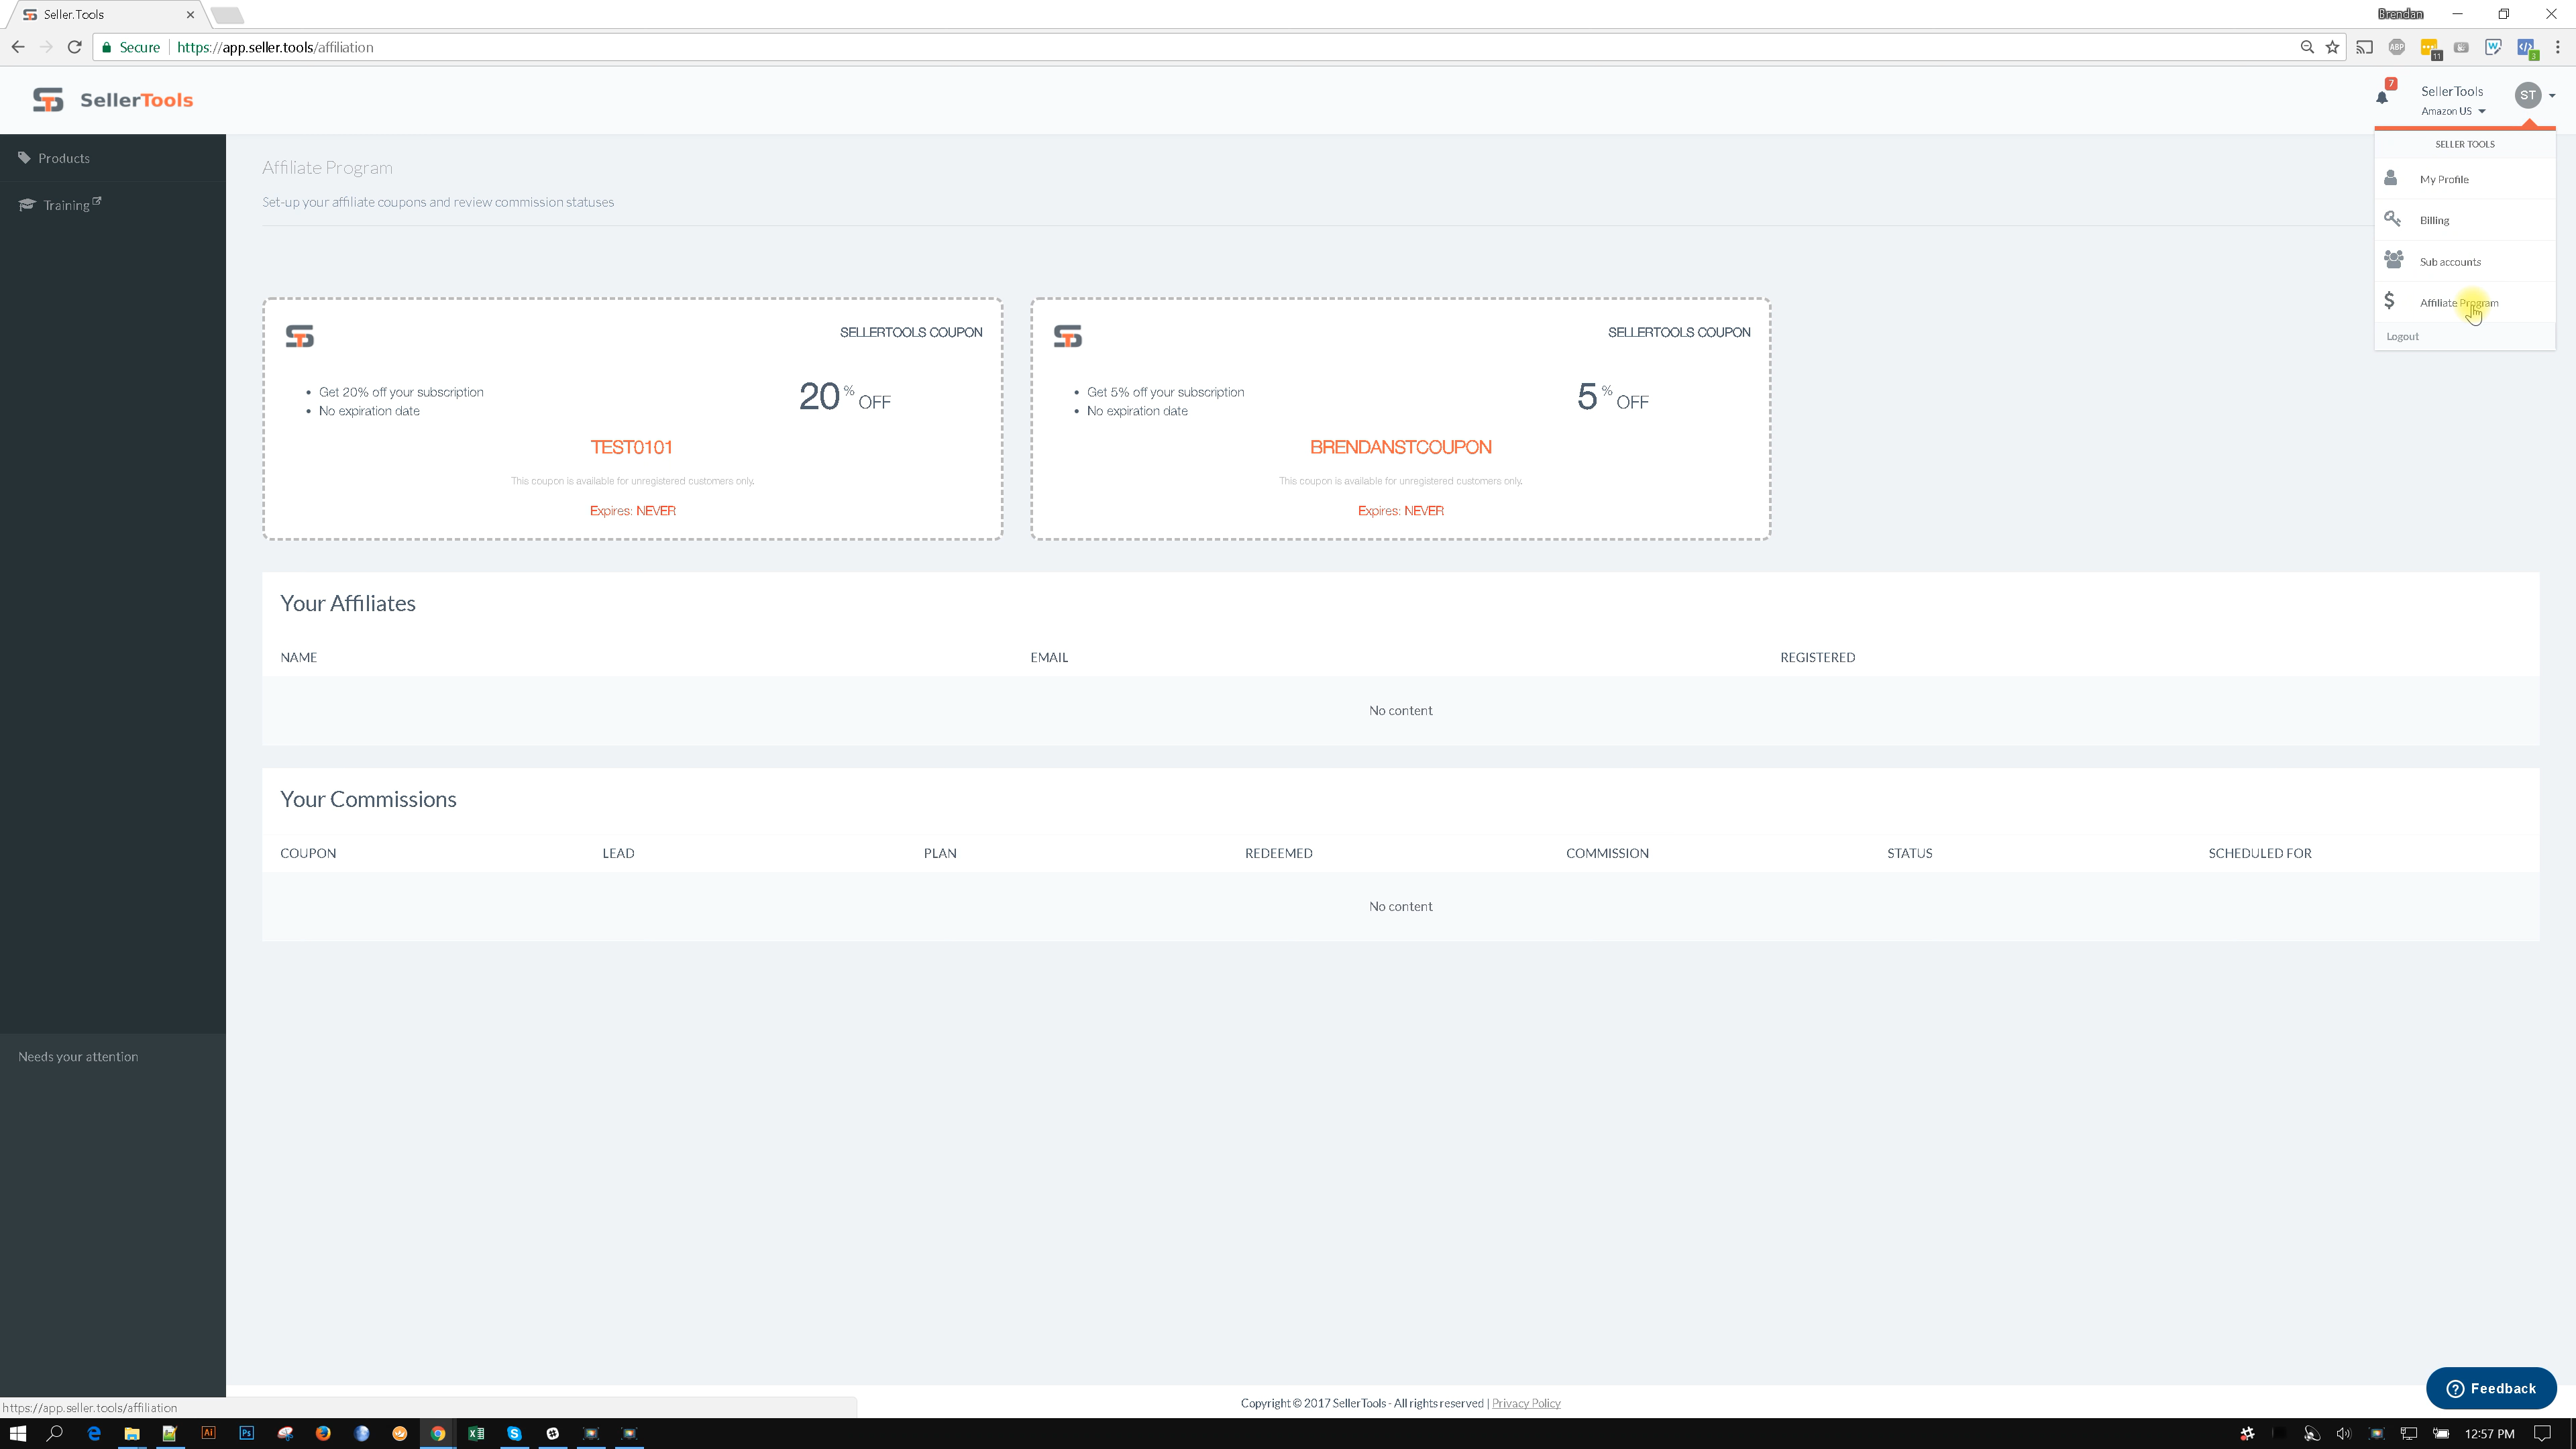 Seller.Tools
Brendan
Secure
https://app.seller.tools/affiliation
ABP
11
3
SellerTools
7
SellerTools
Amazon US
ST
SELLER TOOLS
My Profile
Billing
Sub accounts
Affiliate Program
Logout
Products
Training
Needs your attention
Affiliate Program
Set-up your affiliate coupons and review commission statuses
SELLERTOOLS COUPON
Get 20% off your subscription
No expiration date
20 % OFF
TEST0101
This coupon is available for unregistered customers only.
Expires: NEVER
SELLERTOOLS COUPON
Get 5% off your subscription
No expiration date
5 % OFF
BRENDANSTCOUPON
This coupon is available for unregistered customers only.
Expires: NEVER
Your Affiliates
NAME EMAIL REGISTERED
No content
Your Commissions
COUPON LEAD PLAN REDEEMED COMMISSION STATUS SCHEDULED FOR
No content
Feedback
Copyright © 2017 SellerTools - All rights reserved | Privacy Policy
https://app.seller.tools/affiliation
Ai
Ps
12:57 PM